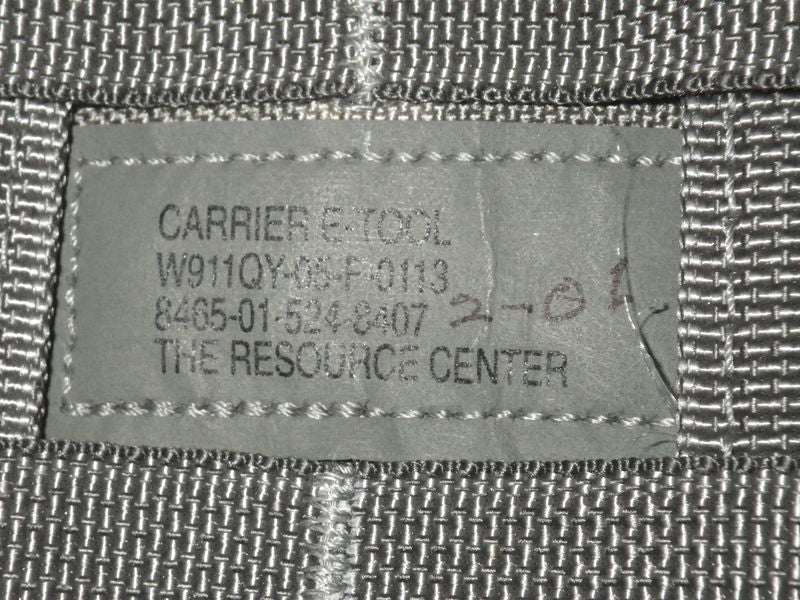 CARRIER E-TOOL
W911QY-05-F-0113
8465-01-524-8407 2-01
THE RESOURCE CENTER